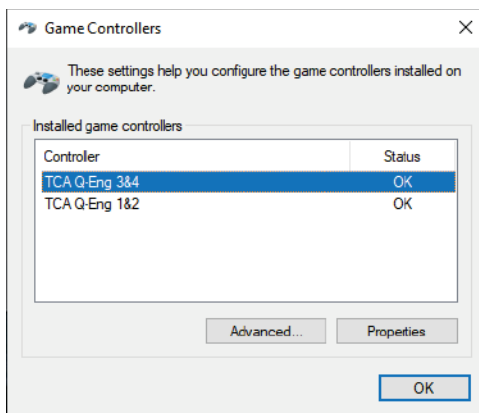 Game Controllers
These settings help you configure the game controllers installed on
your computer.
Installed game controllers
Controller Status
TCA Q-Eng 3&4 OK
TCA Q-Eng 1&2 OK
Advanced... Properties
OK